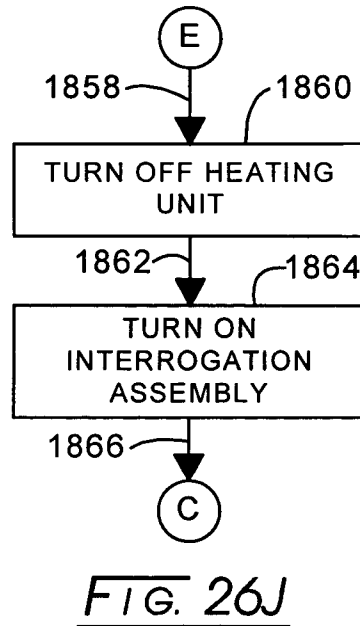 E
1858
1860
TURN OFF HEATING
UNIT
1862
1864
TURN ON
INTERROGATION
ASSEMBLY
1866
C
FIG. 26J